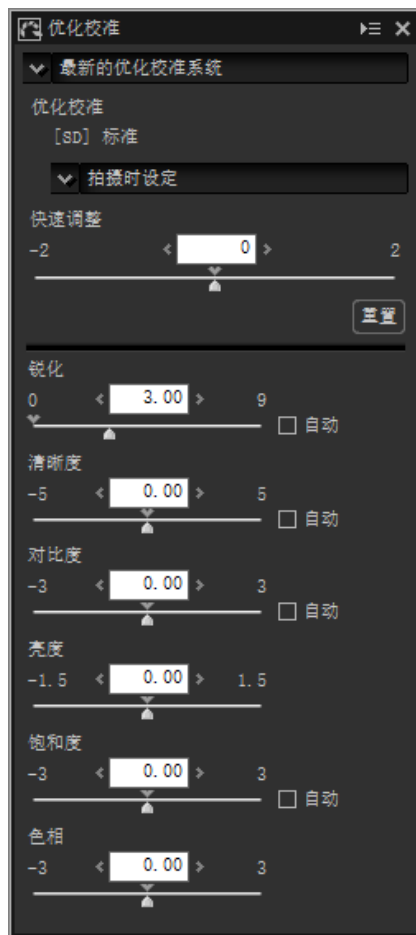 优化校准
最新的优化校准系统
优化校准
[SD] 标准
拍摄时设定
快速调整
-2 0 2
重置
锐化
0 3.00 9
自动
清晰度
-5 0.00 5
自动
对比度
-3 0.00 3
自动
亮度
-1.5 0.00 1.5
饱和度
-3 0.00 3
自动
色相
-3 0.00 3